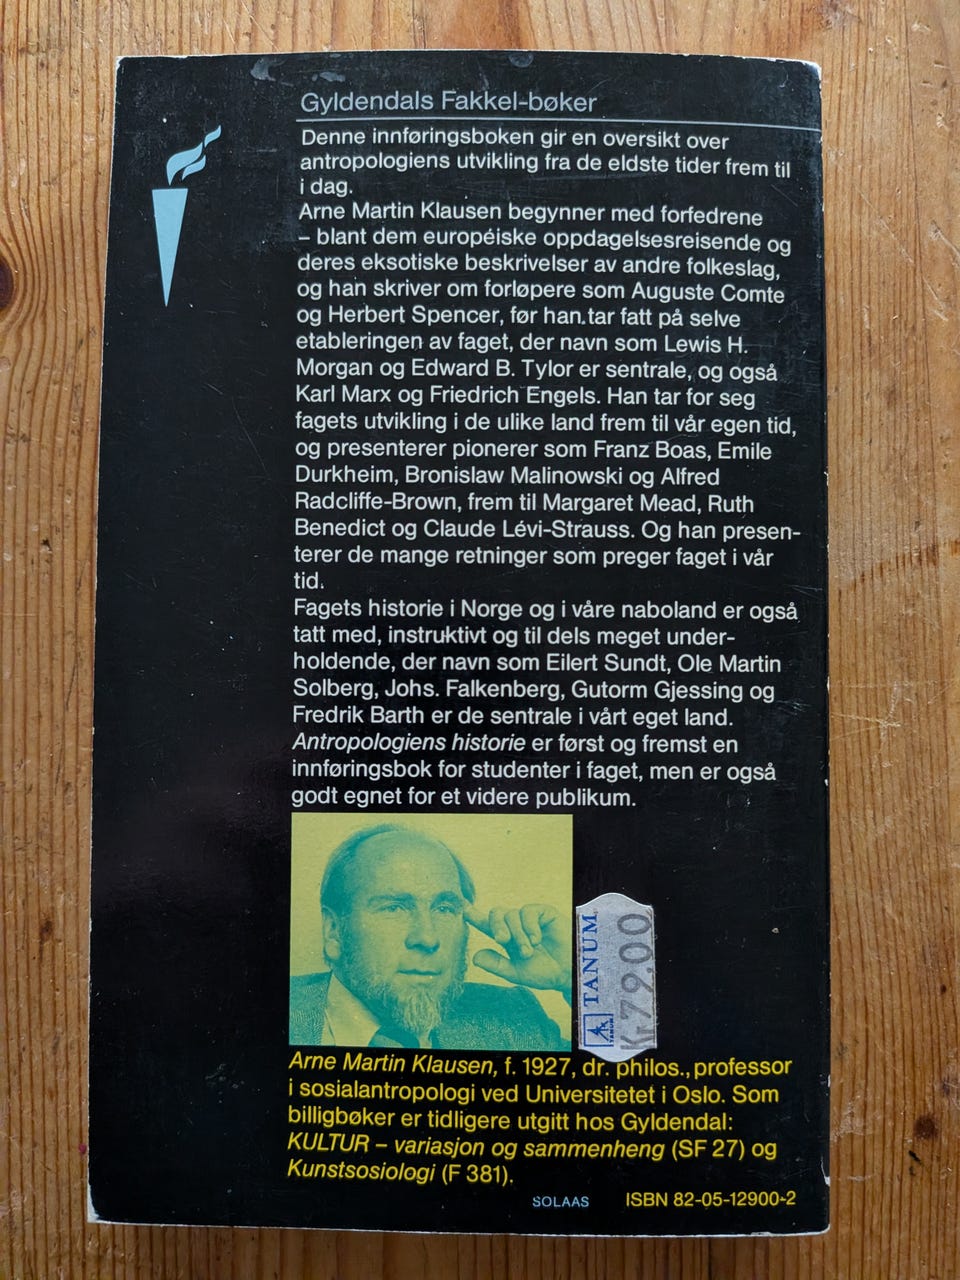 Gyldendals Fakkel-bøker
Denne innføringsboken gir en oversikt over
antropologiens utvikling fra de eldste tider frem til
i dag.
Arne Martin Klausen begynner med forfedrene
– blant dem européiske oppdagelsesreisende og
deres eksotiske beskrivelser av andre folkeslag,
og han skriver om forløpere som Auguste Comte
og Herbert Spencer, før han tar fatt på selve
etableringen av faget, der navn som Lewis H.
Morgan og Edward B. Tylor er sentrale, og også
Karl Marx og Friedrich Engels. Han tar for seg
fagets utvikling i de ulike land frem til vår egen tid,
og presenterer pionerer som Franz Boas, Emile
Durkheim, Bronislaw Malinowski og Alfred
Radcliffe-Brown, frem til Margaret Mead, Ruth
Benedict og Claude Lévi-Strauss. Og han presen-
terer de mange retninger som preger faget i vår
tid.
Fagets historie i Norge og i våre naboland er også
tatt med, instruktivt og til dels meget under-
holdende, der navn som Eilert Sundt, Ole Martin
Solberg, Johs. Falkenberg, Gutorm Gjessing og
Fredrik Barth er de sentrale i vårt eget land.
Antropologiens historie er først og fremst en
innføringsbok for studenter i faget, men er også
godt egnet for et videre publikum.
TANUM
TANUM
Kr 79,00
Arne Martin Klausen, f. 1927, dr. philos., professor
i sosialantropologi ved Universitetet i Oslo. Som
billigbøker er tidligere utgitt hos Gyldendal:
KULTUR – variasjon og sammenheng (SF 27) og
Kunstsosiologi (F 381).
SOLAAS
ISBN 82-05-12900-2